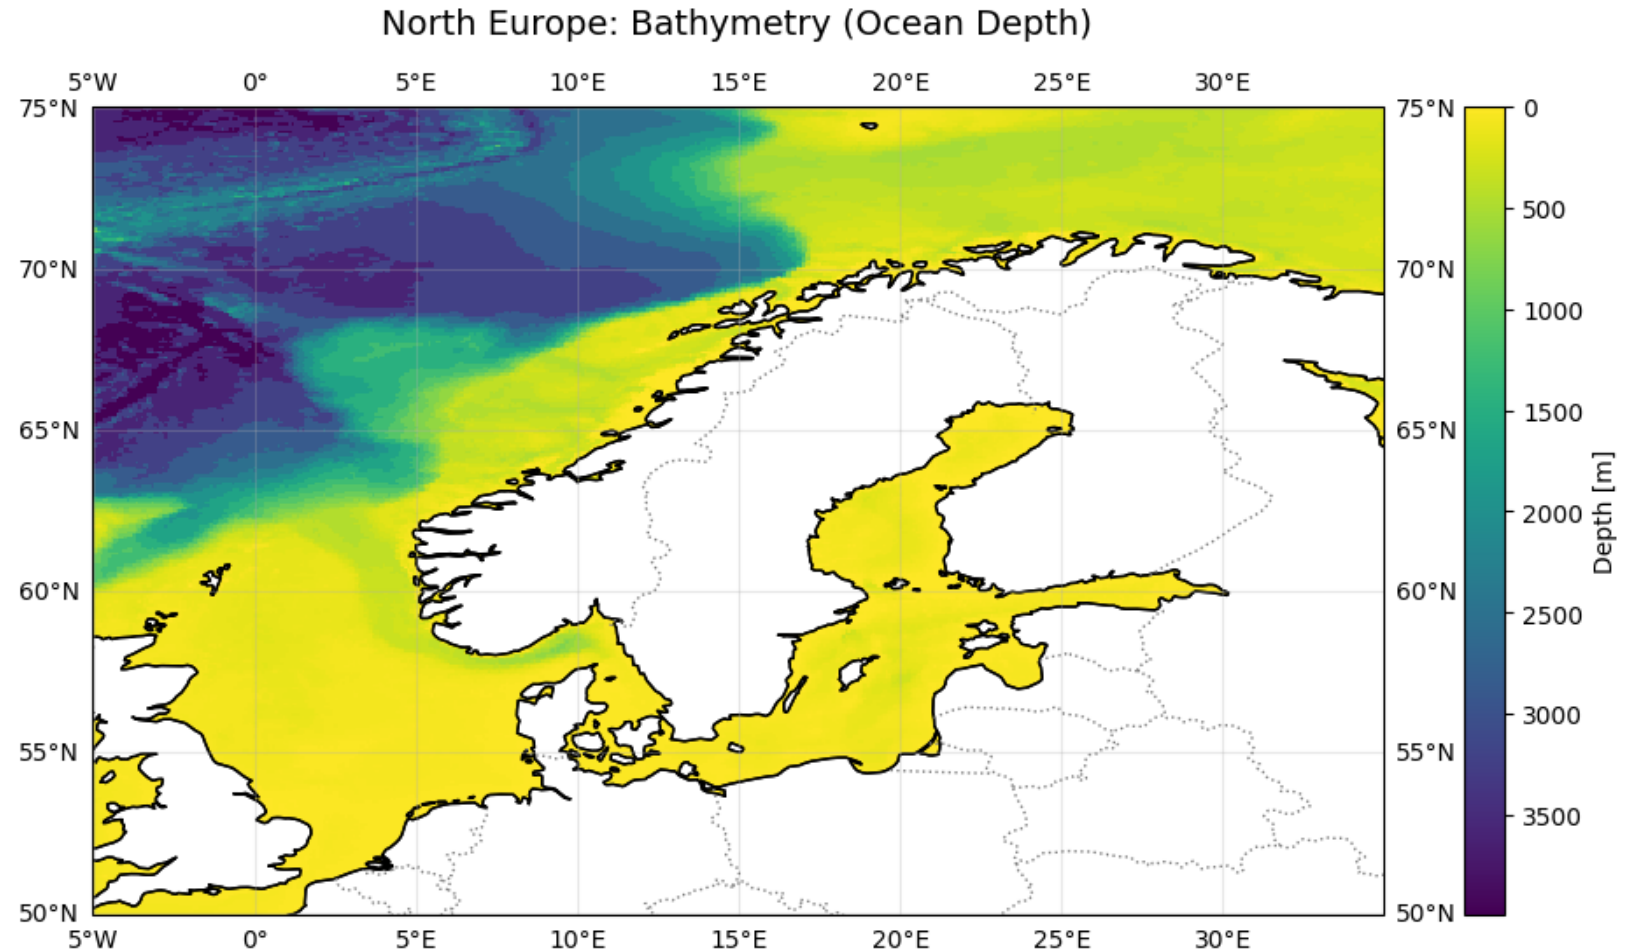 North Europe: Bathymetry (Ocean Depth)
5°W 0° 5°E 10°E 15°E 20°E 25°E 30°E
75°N 75°N 0
500
70°N 70°N
1000
65°N 65°N 1500
2000
Depth [m]
60°N 60°N
2500
3000
55°N 55°N
3500
50°N 50°N
5°W 0° 5°E 10°E 15°E 20°E 25°E 30°E